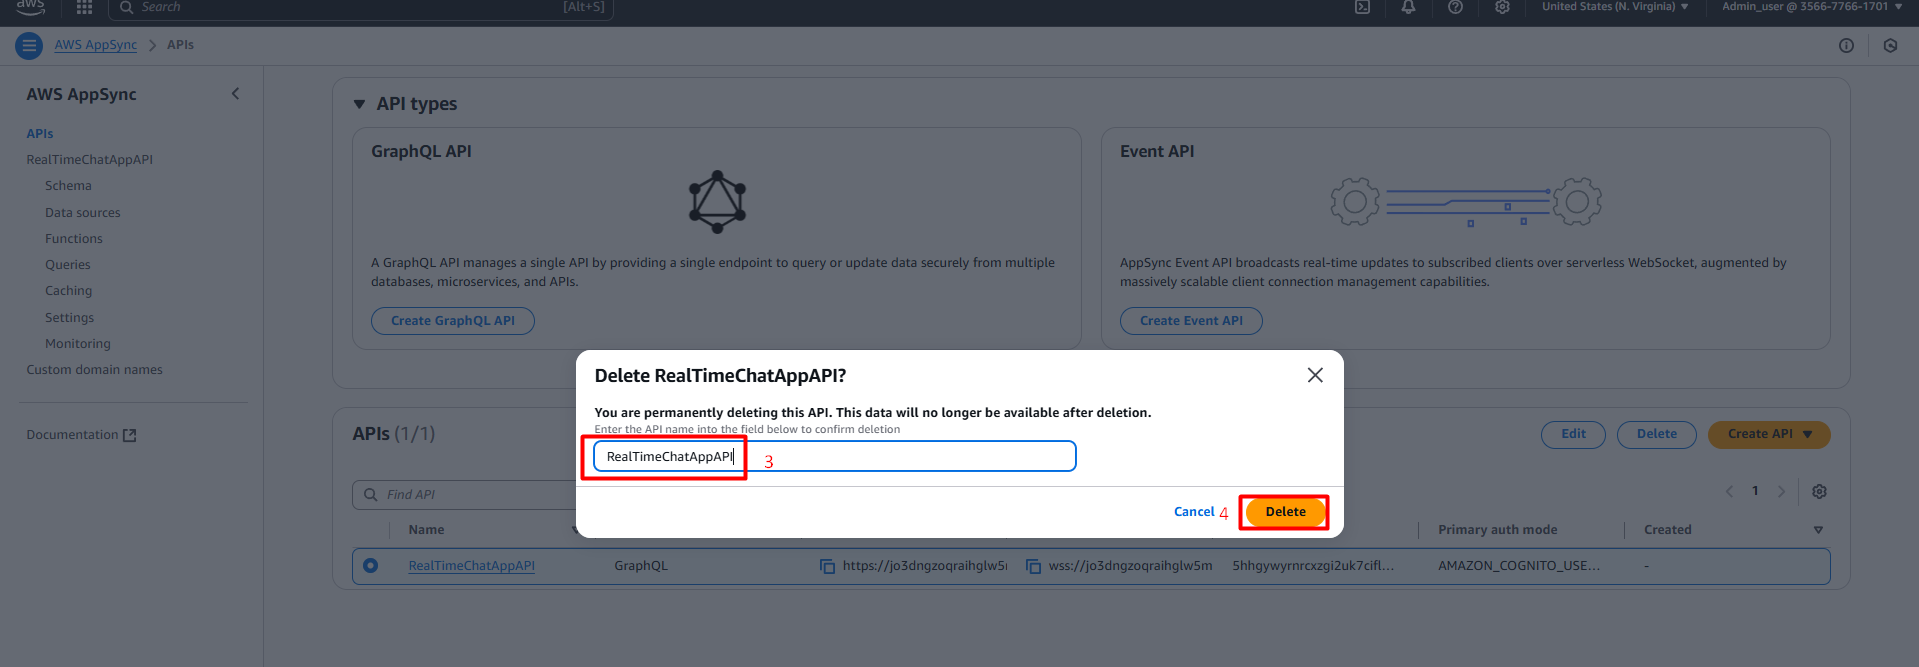 aws
Search [Alt+S]
United States (N. Virginia)
Admin_user @ 3566-7766-1701
AWS AppSync
APIs
AWS AppSync
APIs
RealTimeChatAppAPI
Schema
Data sources
Functions
Queries
Caching
Settings
Monitoring
Custom domain names
Documentation
API types
GraphQL API
A GraphQL API manages a single API by providing a single endpoint to query or update data securely from multiple
databases, microservices, and APIs.
Create GraphQL API
Event API
AppSync Event API broadcasts real-time updates to subscribed clients over serverless WebSocket, augmented by
massively scalable client connection management capabilities.
Create Event API
Delete RealTimeChatAppAPI?
You are permanently deleting this API. This data will no longer be available after deletion.
Enter the API name into the field below to confirm deletion
RealTimeChatAppAPI
3
Cancel
4
Delete
APIs (1/1)
Edit
Delete
Create API
Find API
1
Name
Primary auth mode
Created
RealTimeChatAppAPI
GraphQL
https://jo3dngzoqraihglw5
wss://jo3dngzoqraihglw5m
5hhgywyrnrcxzgi2uk7cifl...
AMAZON_COGNITO_USE...
-